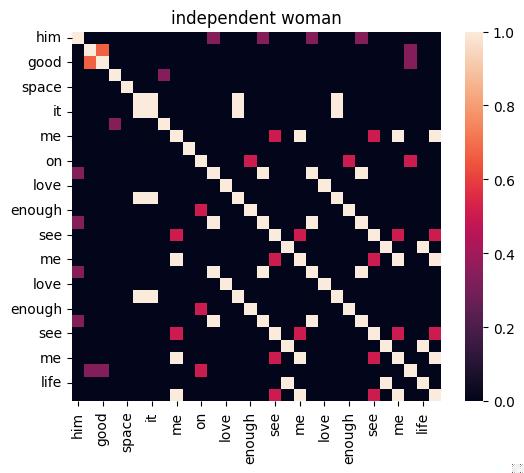 independent woman
him
good
space
it
me
on
love
enough
see
me
love
enough
see
me
life
him
good
space
it
me
on
love
enough
see
me
love
enough
see
me
life
1.0
0.8
0.6
0.4
0.2
0.0